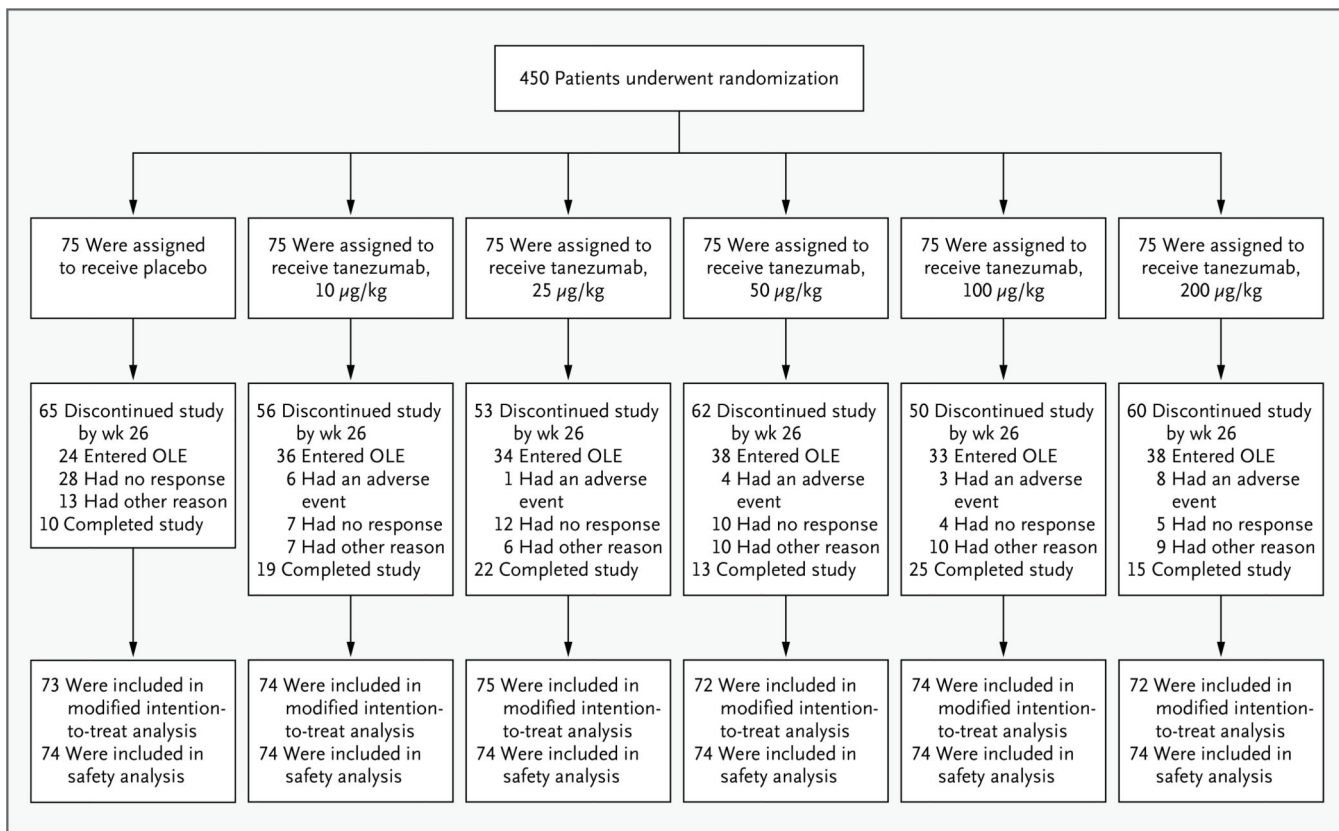 450 Patients underwent randomization
75 Were assigned
to receive placebo
75 Were assigned to
receive tanezumab,
10 µg/kg
75 Were assigned to
receive tanezumab,
25 µg/kg
75 Were assigned to
receive tanezumab,
50 µg/kg
75 Were assigned to
receive tanezumab,
100 µg/kg
75 Were assigned to
receive tanezumab,
200 µg/kg
65 Discontinued study
by wk 26
24 Entered OLE
28 Had no response
13 Had other reason
10 Completed study
56 Discontinued study
by wk 26
36 Entered OLE
6 Had an adverse
event
7 Had no response
7 Had other reason
19 Completed study
53 Discontinued study
by wk 26
34 Entered OLE
1 Had an adverse
event
12 Had no response
6 Had other reason
22 Completed study
62 Discontinued study
by wk 26
38 Entered OLE
4 Had an adverse
event
10 Had no response
10 Had other reason
13 Completed study
50 Discontinued study
by wk 26
33 Entered OLE
3 Had an adverse
event
4 Had no response
10 Had other reason
25 Completed study
60 Discontinued study
by wk 26
38 Entered OLE
8 Had an adverse
event
5 Had no response
9 Had other reason
15 Completed study
73 Were included in
modified intention-
to-treat analysis
74 Were included in
safety analysis
74 Were included in
modified intention-
to-treat analysis
74 Were included in
safety analysis
75 Were included in
modified intention-
to-treat analysis
74 Were included in
safety analysis
72 Were included in
modified intention-
to-treat analysis
74 Were included in
safety analysis
74 Were included in
modified intention-
to-treat analysis
74 Were included in
safety analysis
72 Were included in
modified intention-
to-treat analysis
74 Were included in
safety analysis